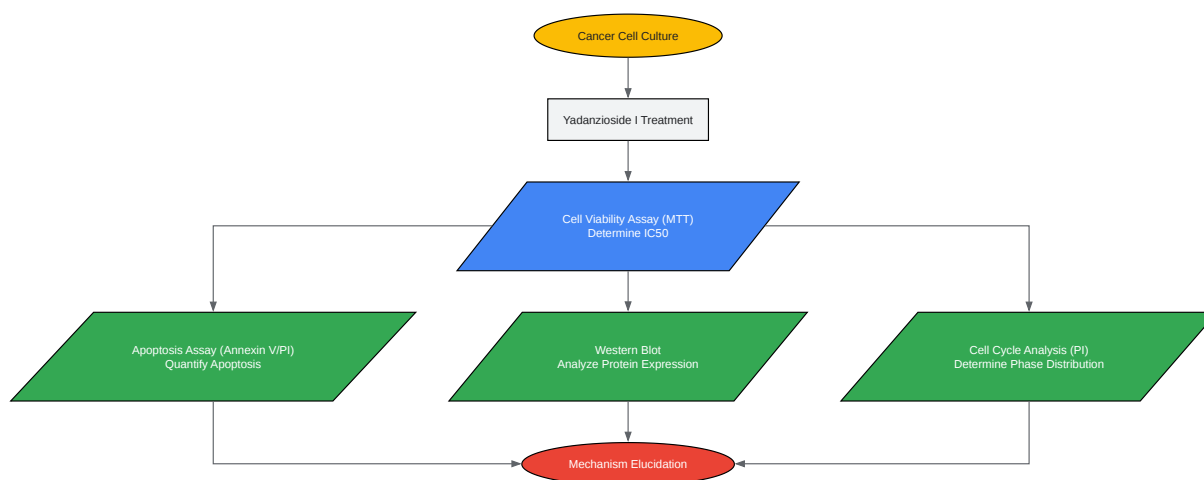 Cancer Cell Culture
Yadanzioside I Treatment
Cell Viability Assay (MTT)
Determine IC50
Apoptosis Assay (Annexin V/PI)
Quantify Apoptosis
Western Blot
Analyze Protein Expression
Cell Cycle Analysis (PI)
Determine Phase Distribution
Mechanism Elucidation